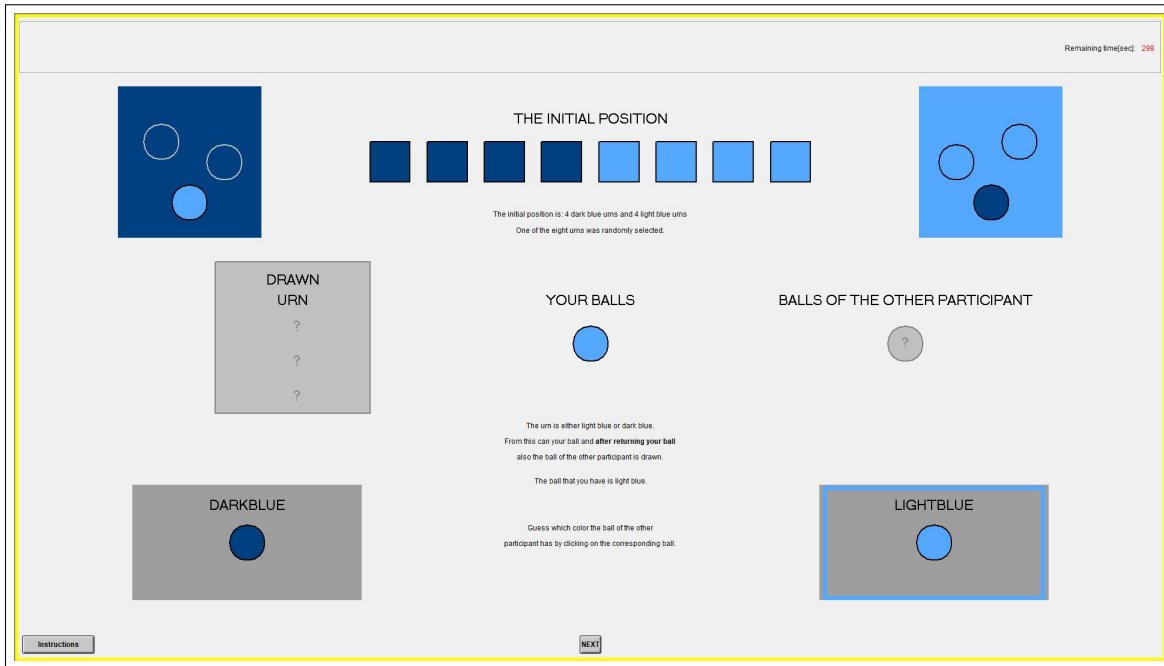 Remaining time[sec]: 298
THE INITIAL POSITION
The initial position is: 4 dark blue urns and 4 light blue urns
One of the eight urns was randomly selected.
DRAWN
URN
?
?
?
YOUR BALLS
BALLS OF THE OTHER PARTICIPANT
?
The urn is either light blue or dark blue.
From this can your ball and after returning your ball
also the ball of the other participant is drawn.
The ball that you have is light blue.
DARKBLUE
LIGHTBLUE
Guess which color the ball of the other
participant has by clicking on the corresponding ball.
Instructions
NEXT